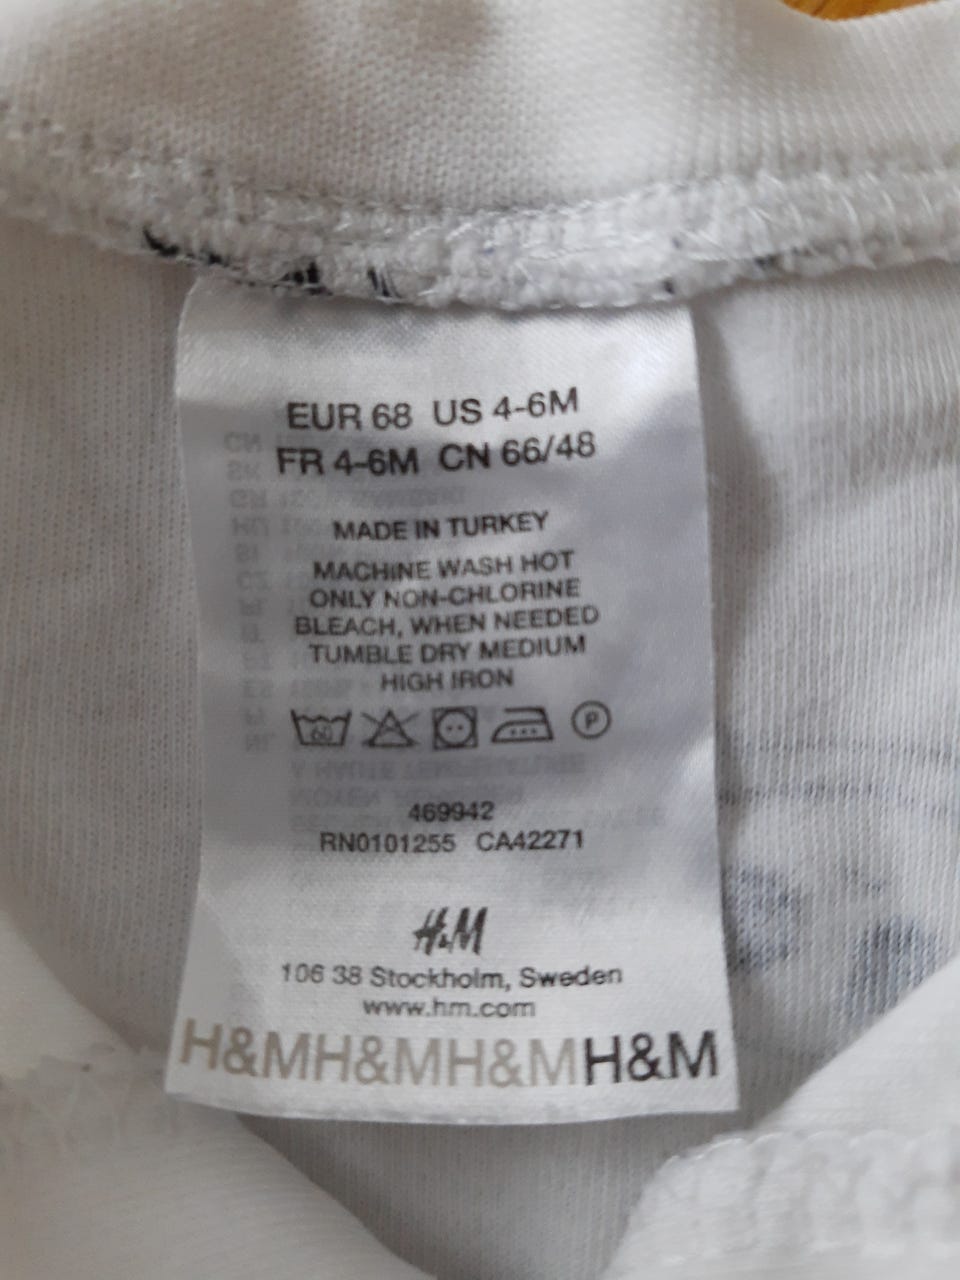 EUR 68 US 4-6M
FR 4-6M CN 66/48
MADE IN TURKEY
MACHINE WASH HOT
ONLY NON-CHLORINE
BLEACH, WHEN NEEDED
TUMBLE DRY MEDIUM
HIGH IRON
60 P
469942
RN0101255 CA42271
H&M
106 38 Stockholm, Sweden
www.hm.com
H&MH&MH&MH&M